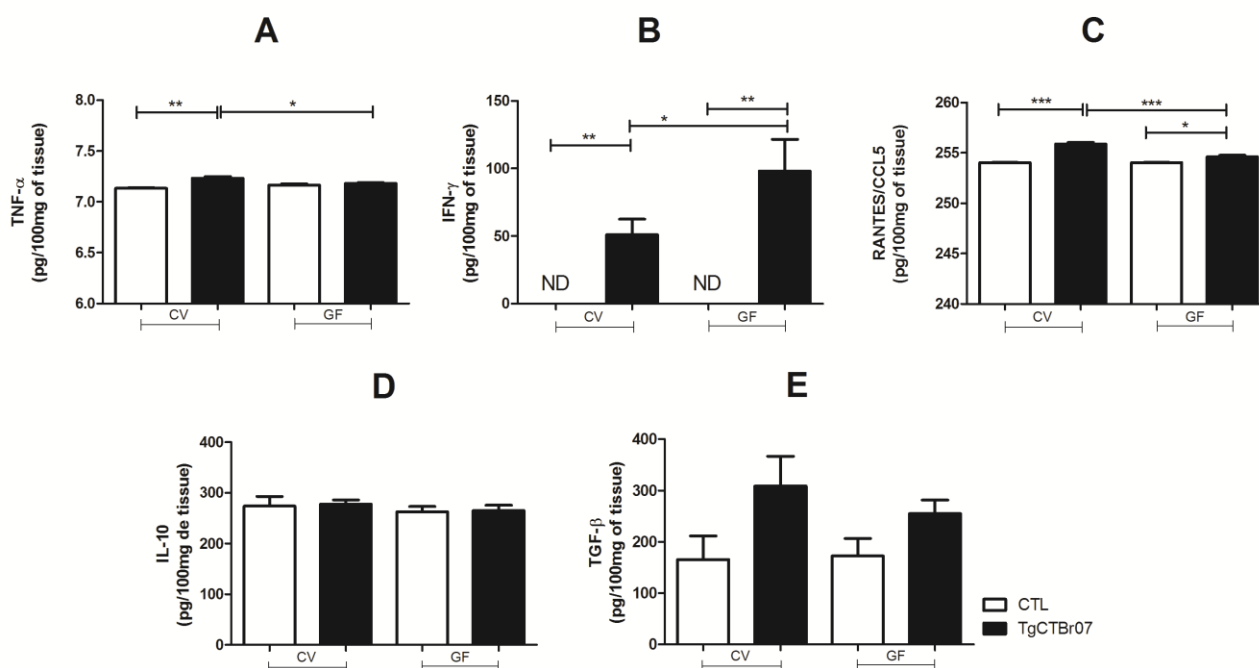 A
B
C
TNF-α
(pg/100mg of tissue)
8.0
7.5
7.0
6.5
6.0
**
*
CV
GF
IFN-γ
(pg/100mg of tissue)
150
100
50
0
**
*
**
ND
ND
CV
GF
RANTES/CCL5
(pg/100mg of tissue)
260
255
250
245
240
***
***
*
CV
GF
D
E
IL-10
(pg/100mg de tissue)
400
300
200
100
0
CV
GF
TGF-β
(pg/100mg of tissue)
400
300
200
100
0
CV
GF
CTL
TgCTBr07